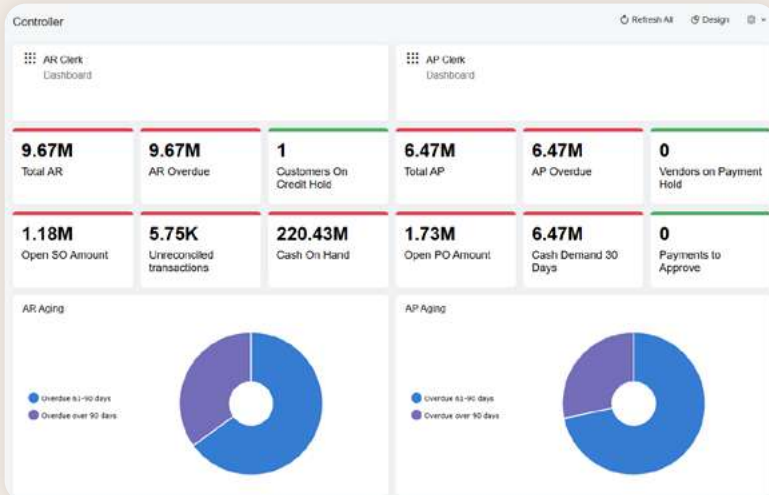 Controller
Refresh All
Design
AR Clerk
Dashboard
AP Clerk
Dashboard
9.67M
Total AR
9.67M
AR Overdue
1
Customers On
Credit Hold
6.47M
Total AP
6.47M
AP Overdue
0
Vendors on Payment
Hold
1.18M
Open SO Amount
5.75K
Unreconciled
transactions
220.43M
Cash On Hand
1.73M
Open PO Amount
6.47M
Cash Demand 30
Days
0
Payments to
Approve
AR Aging
Overdue 61-90 days
Overdue over 90 days
AP Aging
Overdue 61-90 days
Overdue over 90 days